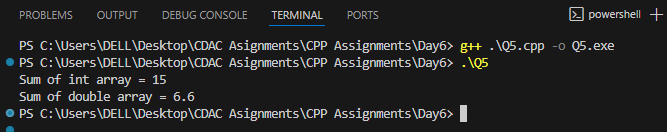 PROBLEMS OUTPUT DEBUG CONSOLE TERMINAL PORTS powershell
PS C:\Users\DELL\Desktop\CDAC Asignments\CPP Assignments\Day6> g++ .\Q5.cpp -o Q5.exe
PS C:\Users\DELL\Desktop\CDAC Asignments\CPP Assignments\Day6> .\Q5
Sum of int array = 15
Sum of double array = 6.6
PS C:\Users\DELL\Desktop\CDAC Asignments\CPP Assignments\Day6>